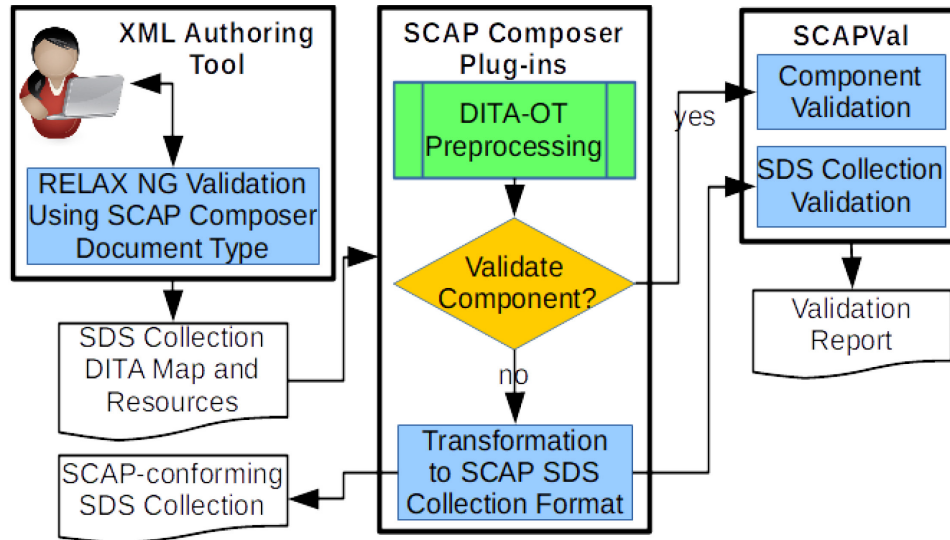 XML Authoring
Tool
RELAX NG Validation
Using SCAP Composer
Document Type
SDS Collection
DITA Map and
Resources
SCAP-conforming
SDS Collection
SCAP Composer
Plug-ins
DITA-OT
Preprocessing
Validate
Component?
yes
no
Transformation
to SCAP SDS
Collection Format
SCAPVal
Component
Validation
SDS Collection
Validation
Validation
Report